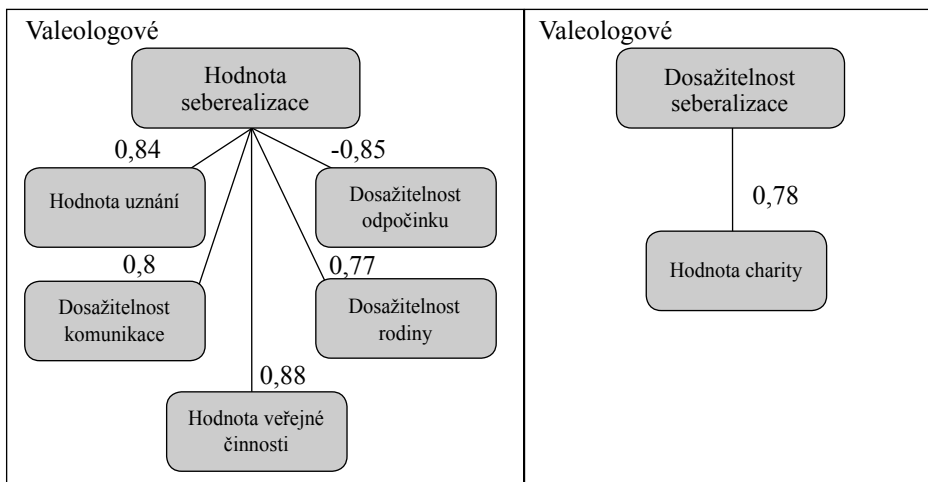 Valeologové
Hodnota
seberealizace
0,84
-0,85
Hodnota uznání
Dosažitelnost
odpočinku
0,8
0,77
Dosažitelnost
komunikace
Dosažitelnost
rodiny
0,88
Hodnota veřejné
činnosti
Valeologové
Dosažitelnost
seberalizace
0,78
Hodnota charity